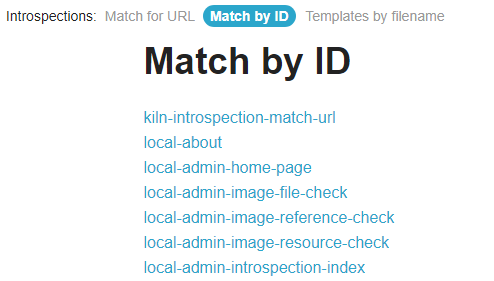 Introspections: Match for URL Match by ID Templates by filename
Match by ID
kiln-introspection-match-url
local-about
local-admin-home-page
local-admin-image-file-check
local-admin-image-reference-check
local-admin-image-resource-check
local-admin-introspection-index